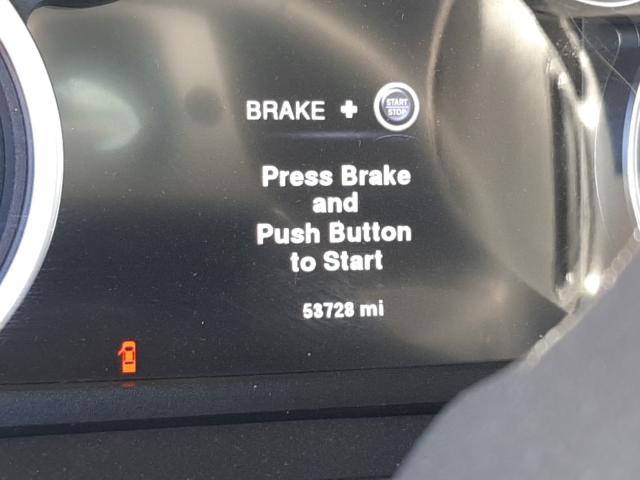 BRAKE + START STOP
Press Brake
and
Push Button
to Start
53728 mi